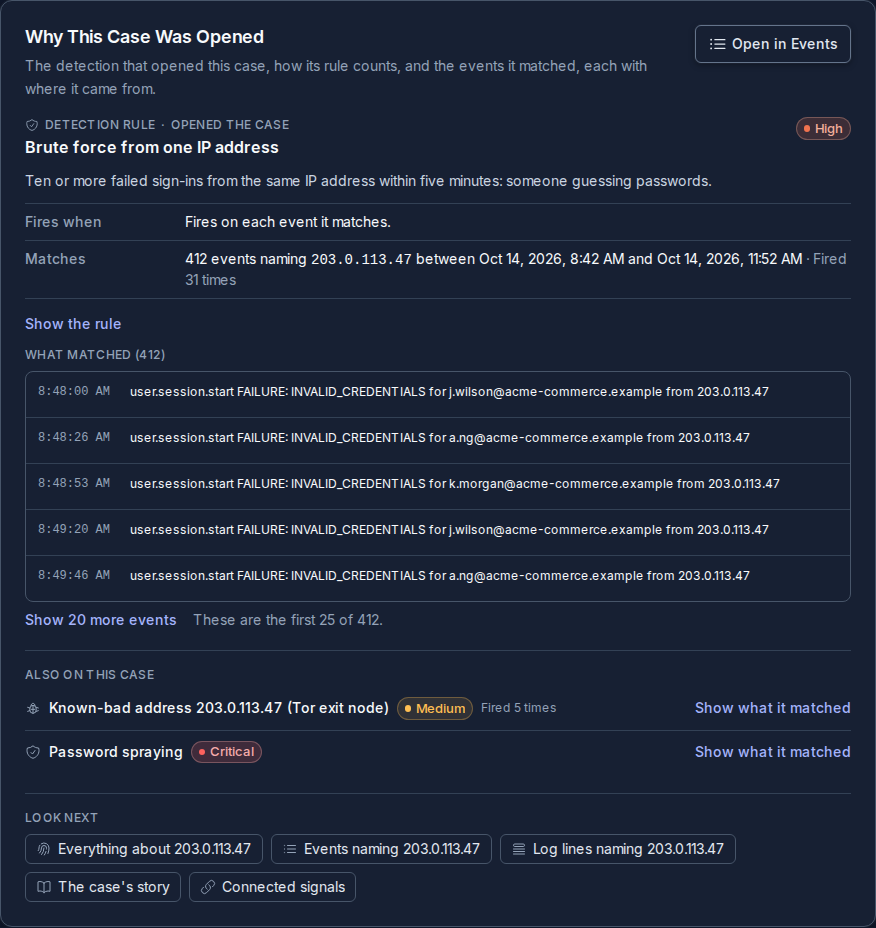 Why This Case Was Opened
Open in Events
The detection that opened this case, how its rule counts, and the events it matched, each with
where it came from.
DETECTION RULE · OPENED THE CASE
High
Brute force from one IP address
Ten or more failed sign-ins from the same IP address within five minutes: someone guessing passwords.
Fires when
Fires on each event it matches.
Matches
412 events naming 203.0.113.47 between Oct 14, 2026, 8:42 AM and Oct 14, 2026, 11:52 AM · Fired
31 times
Show the rule
WHAT MATCHED (412)
8:48:00 AM user.session.start FAILURE: INVALID_CREDENTIALS for j.wilson@acme-commerce.example from 203.0.113.47
8:48:26 AM user.session.start FAILURE: INVALID_CREDENTIALS for a.ng@acme-commerce.example from 203.0.113.47
8:48:53 AM user.session.start FAILURE: INVALID_CREDENTIALS for k.morgan@acme-commerce.example from 203.0.113.47
8:49:20 AM user.session.start FAILURE: INVALID_CREDENTIALS for j.wilson@acme-commerce.example from 203.0.113.47
8:49:46 AM user.session.start FAILURE: INVALID_CREDENTIALS for a.ng@acme-commerce.example from 203.0.113.47
Show 20 more events These are the first 25 of 412.
ALSO ON THIS CASE
Known-bad address 203.0.113.47 (Tor exit node) Medium Fired 5 times Show what it matched
Password spraying Critical Show what it matched
LOOK NEXT
Everything about 203.0.113.47
Events naming 203.0.113.47
Log lines naming 203.0.113.47
The case's story
Connected signals